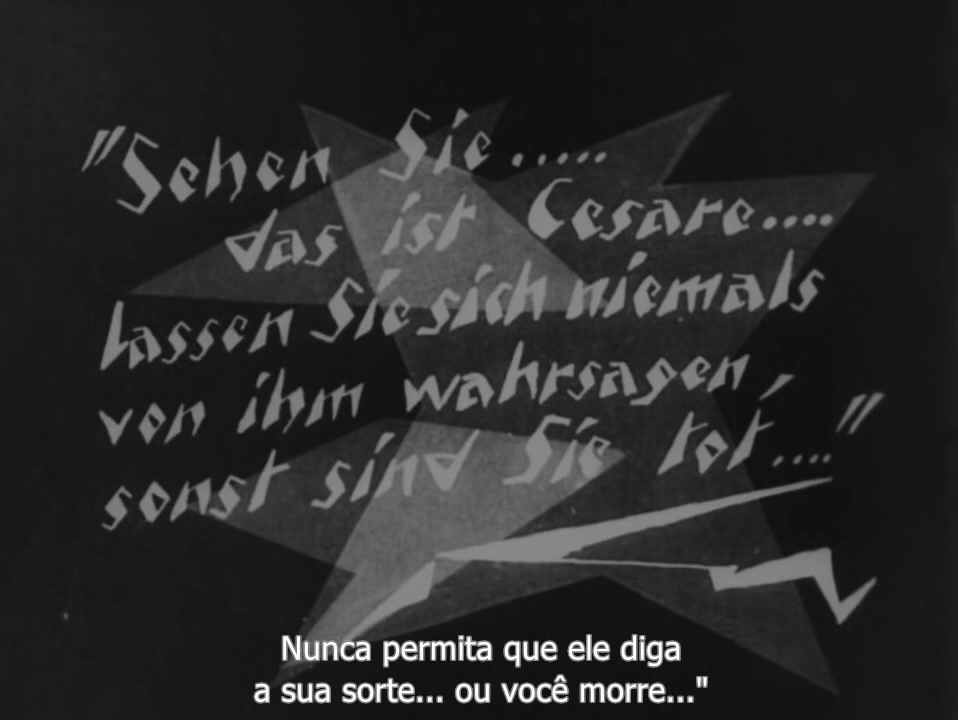 "Sehen Sie.....
das ist Cesare....
lassen Sie sich niemals
von ihm wahrsagen,
sonst sind Sie tot...."
Nunca permita que ele diga
a sua sorte... ou você morre..."